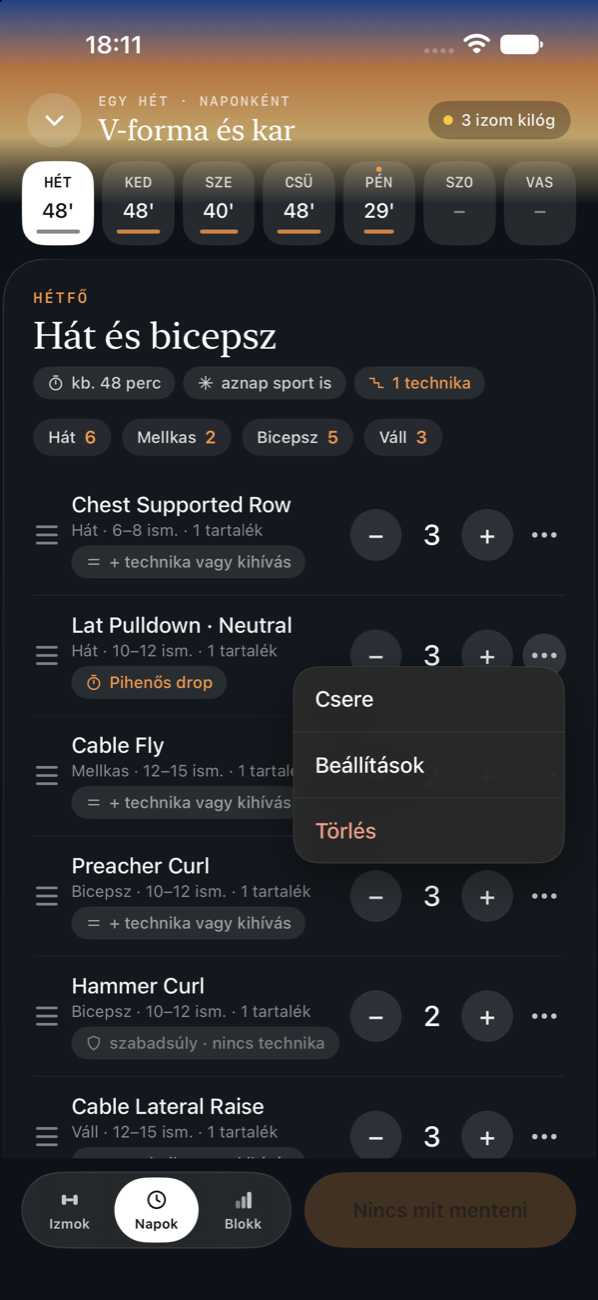 18:11
EGY HÉT · NAPONKÉNT
V-forma és kar
3 izom kilóg
HÉT KED SZE CSÜ PÉN SZO VAS
48' 48' 40' 48' 29' – –
HÉTFŐ
Hát és bicepsz
kb. 48 perc aznap sport is 1 technika
Hát 6 Mellkas 2 Bicepsz 5 Váll 3
Chest Supported Row
Hát · 6–8 ism. · 1 tartalék
+ technika vagy kihívás
– 3 + •••
Lat Pulldown · Neutral
Hát · 10–12 ism. · 1 tartalék
Pihenős drop
– 3 + •••
Csere
Beállítások
Törlés
Cable Fly
Mellkas · 12–15 ism. · 1
+ technika vagy kihívás
Preacher Curl
Bicepsz · 10–12 ism. · 1 tartalék
+ technika vagy kihívás
– 3 + •••
Hammer Curl
Bicepsz · 10–12 ism. · 1 tartalék
szabadsúly · nincs technika
– 2 + •••
Cable Lateral Raise
Váll · 12–15 ism. · 1 tartalék
– 3 + •••
Izmok Napok Blokk
Nincs mit menteni